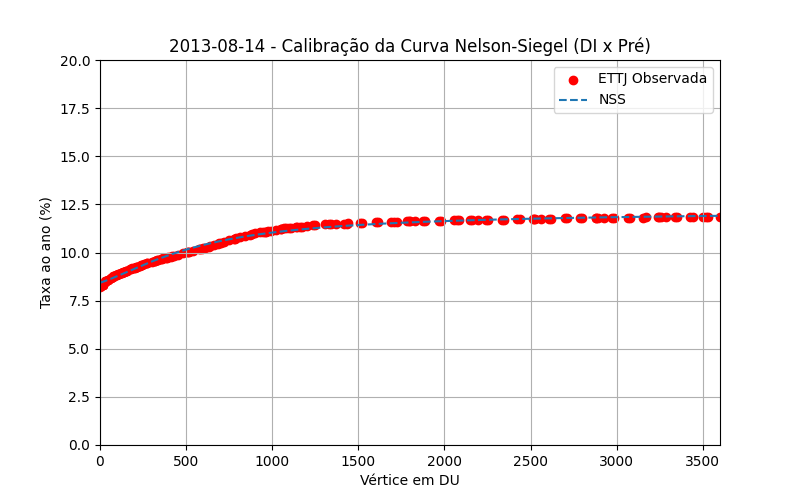 2013-08-14 - Calibração da Curva Nelson-Siegel (DI x Pré)
ETTJ Observada
NSS
Taxa ao ano (%)
20.0
17.5
15.0
12.5
10.0
7.5
5.0
2.5
0.0
0 500 1000 1500 2000 2500 3000 3500
Vértice em DU